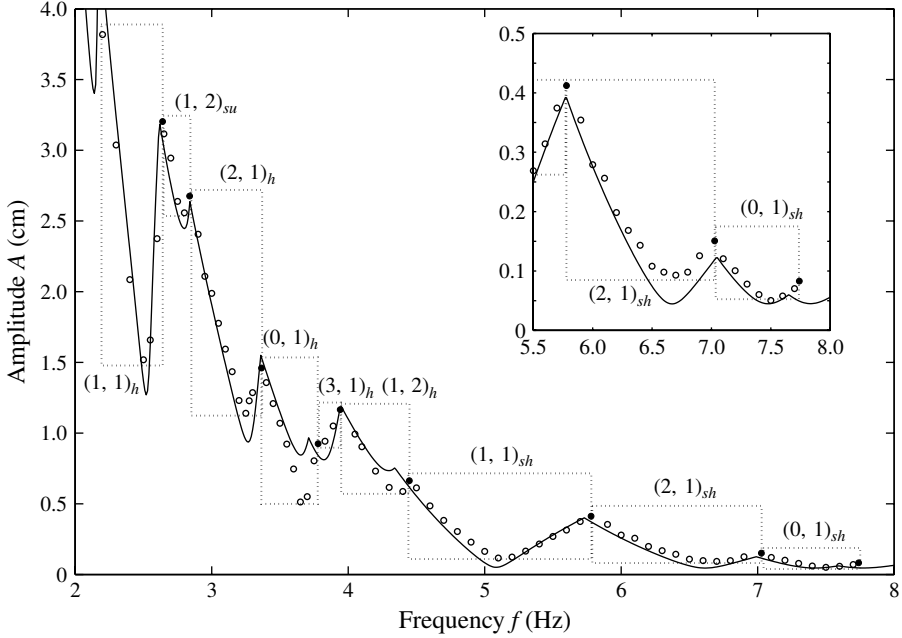 4.0
3.5
3.0
2.5
2.0
1.5
1.0
0.5
0
Amplitude A (cm)
2
3
4
5
6
7
8
Frequency f (Hz)
(1, 2)su
(2, 1)h
(0, 1)h
(1, 1)h
(3, 1)h (1, 2)h
(1, 1)sh
(2, 1)sh
(0, 1)sh
0.5
0.4
0.3
0.2
0.1
0
5.5
6.0
6.5
7.0
7.5
8.0
(0, 1)sh
(2, 1)sh